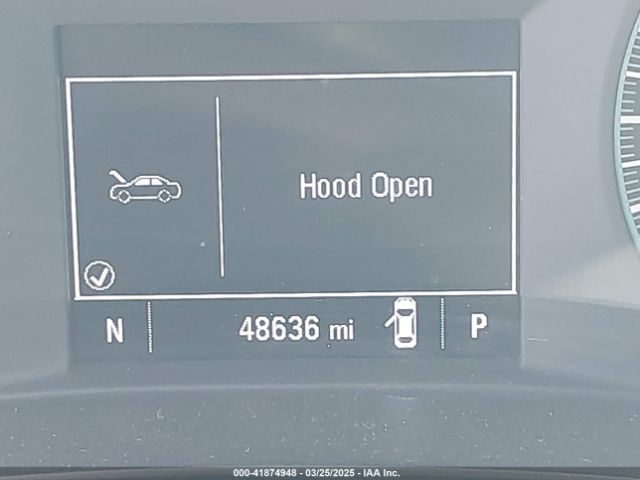 Hood Open
N 48636 mi P
000-41874948 - 03/25/2025 - IAA Inc.